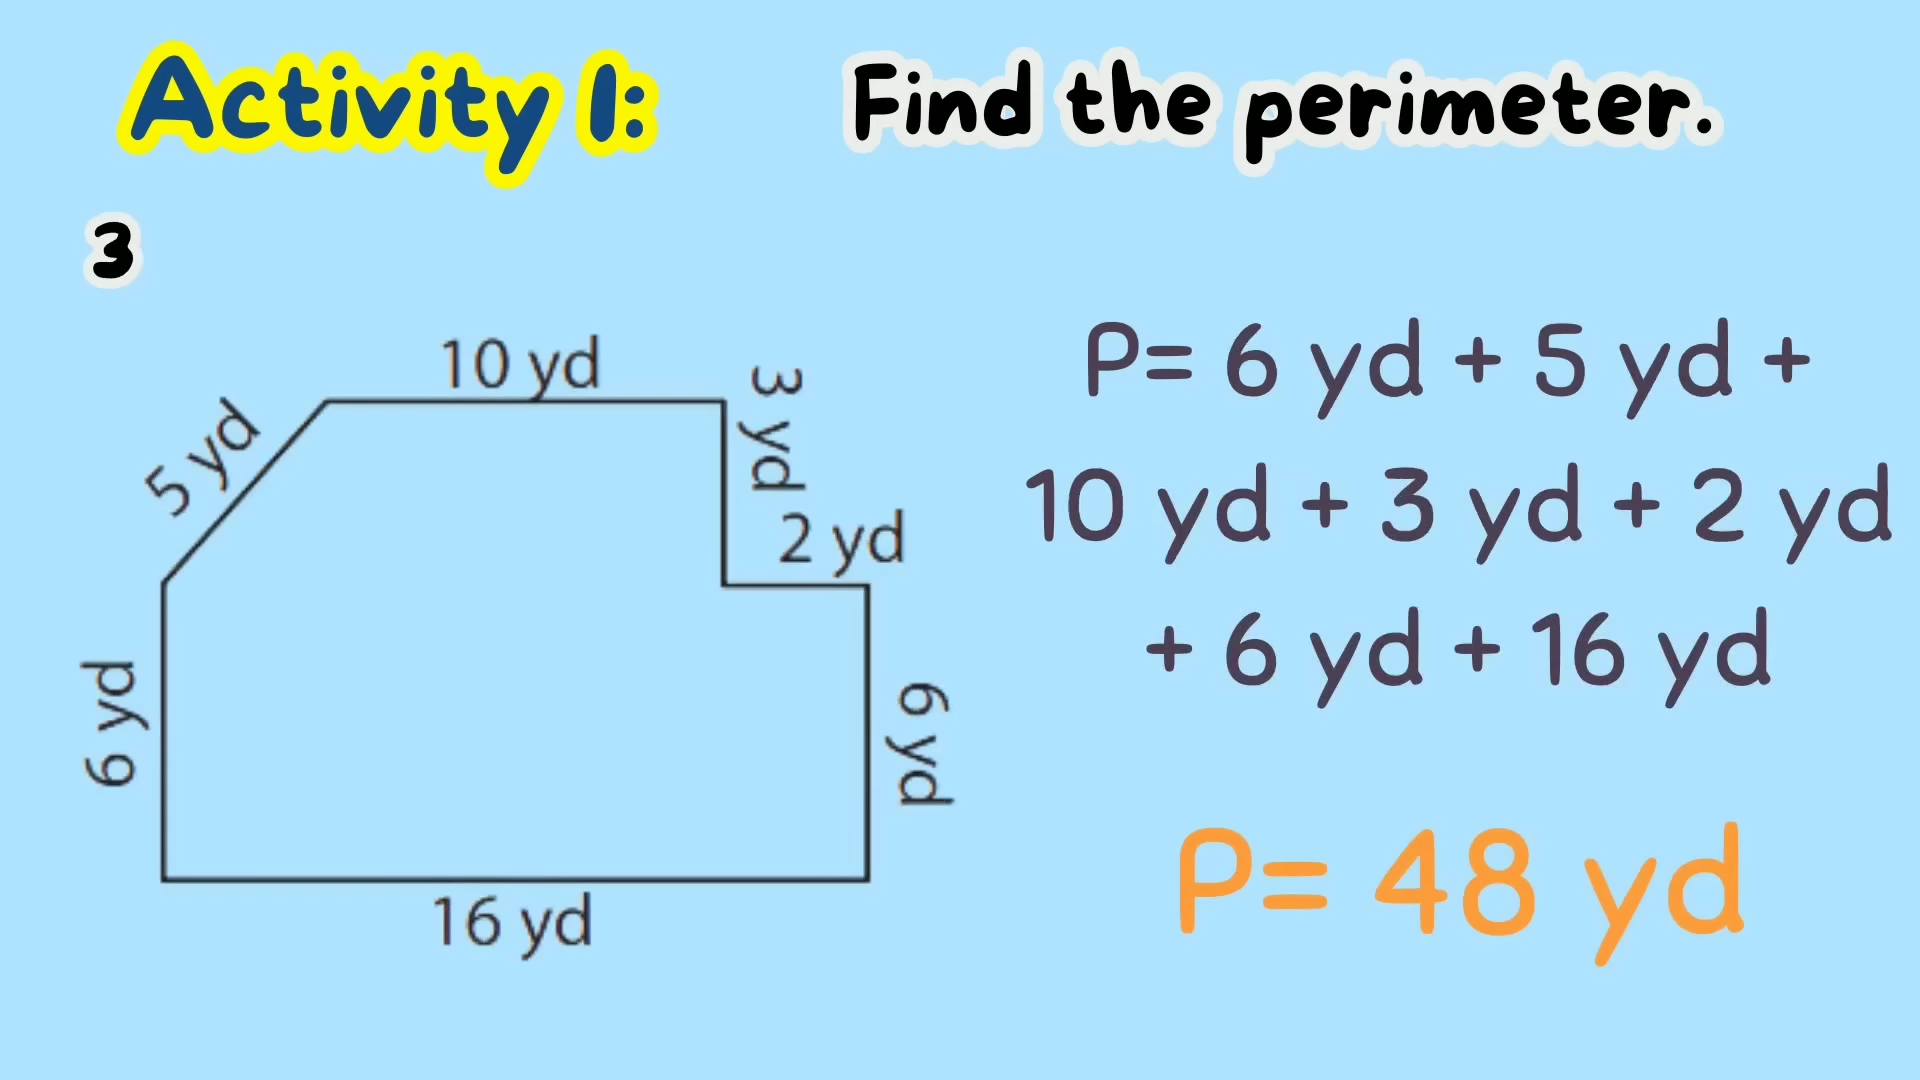 Activity 1:
Find the perimeter.
3
10 yd
3 yd
5 yd
2 yd
6 yd
6 yd
16 yd
P= 6 yd + 5 yd +
10 yd + 3 yd + 2 yd
+ 6 yd + 16 yd
P= 48 yd